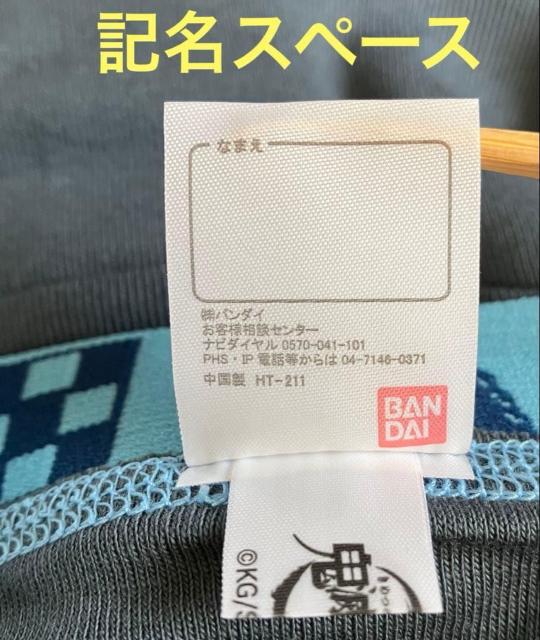 記名スペース
なまえ
㈱バンダイ
お客様相談センター
ナビダイヤル 0570-041-101
PHS・IP 電話等からは 04-7146-0371
中国製 HT-211
BAN
DAI
鬼滅
©KG/S